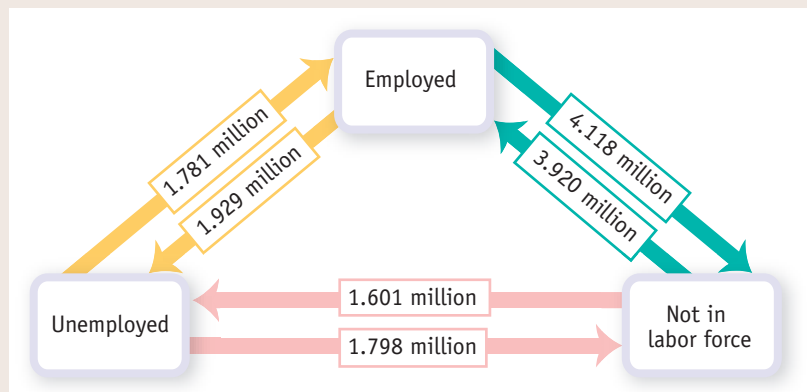 Employed
1.781 million
1.929 million
4.118 million
3.920 million
Unemployed
1.601 million
1.798 million
Not in
labor force